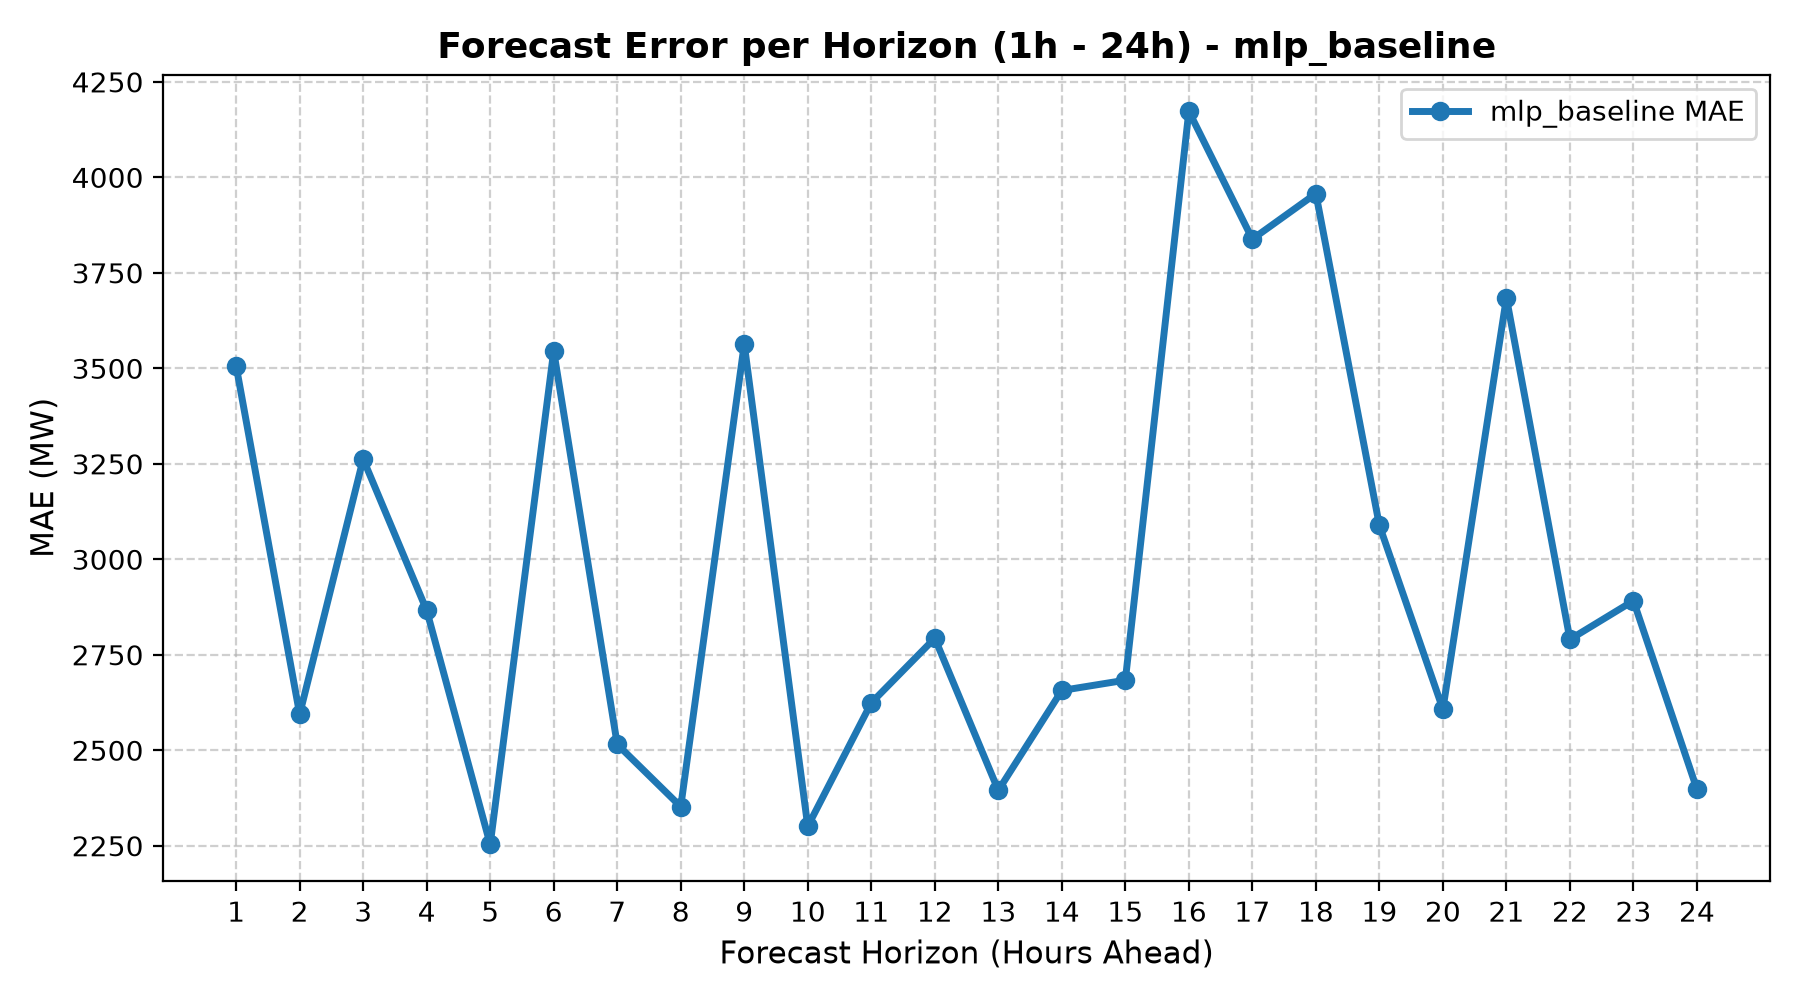 Forecast Error per Horizon (1h - 24h) - mlp_baseline
mlp_baseline MAE
MAE (MW)
4250
4000
3750
3500
3250
3000
2750
2500
2250
1 2 3 4 5 6 7 8 9 10 11 12 13 14 15 16 17 18 19 20 21 22 23 24
Forecast Horizon (Hours Ahead)